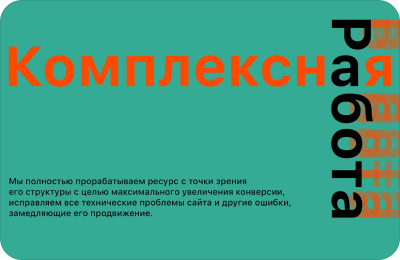 Комплексная
Работа
Мы полностью прорабатываем ресурс с точки зрения
его структуры с целью максимального увеличения конверсии,
исправляем все технические проблемы сайта и другие ошибки,
замедляющие его продвижение.